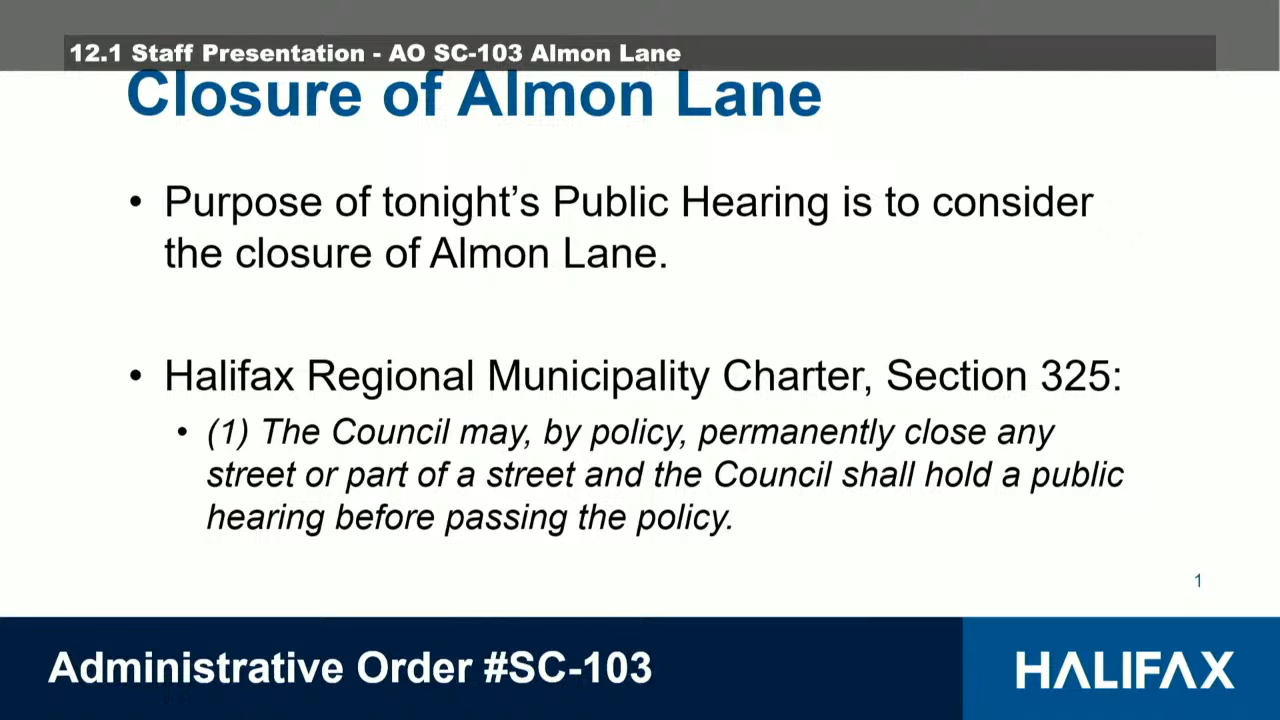 12.1 Staff Presentation - AO SC-103 Almon Lane
Closure of Almon Lane
• Purpose of tonight’s Public Hearing is to consider
the closure of Almon Lane.
• Halifax Regional Municipality Charter, Section 325:
• (1) The Council may, by policy, permanently close any
street or part of a street and the Council shall hold a public
hearing before passing the policy.
1
Administrative Order #SC-103
HALIFAX